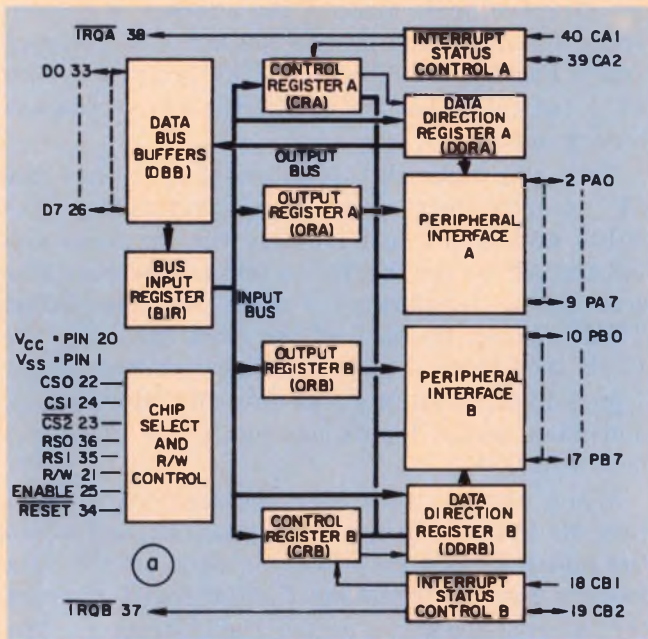 IRQA 38
40 CA1
39 CA2
INTERRUPT
STATUS
CONTROL A
D0 33
D7 26
DATA
BUS
BUFFERS
(DBB)
CONTROL
REGISTER A
(CRA)
DATA
DIRECTION
REGISTER A
(DDRA)
OUTPUT
BUS
OUTPUT
REGISTER A
(ORA)
PERIPHERAL
INTERFACE
A
2 PA0
9 PA7
BUS
INPUT
REGISTER
(BIR)
INPUT
BUS
VCC = PIN 20
VSS = PIN 1
CS0 22
CS1 24
CS2 23
RS0 36
RS1 35
R/W 21
ENABLE 25
RESET 34
CHIP
SELECT
AND
R/W
CONTROL
OUTPUT
REGISTER B
(ORB)
PERIPHERAL
INTERFACE
B
10 PB0
17 PB7
CONTROL
REGISTER B
(CRB)
DATA
DIRECTION
REGISTER B
(DDRB)
a
INTERRUPT
STATUS
CONTROL B
18 CB1
19 CB2
IRQB 37